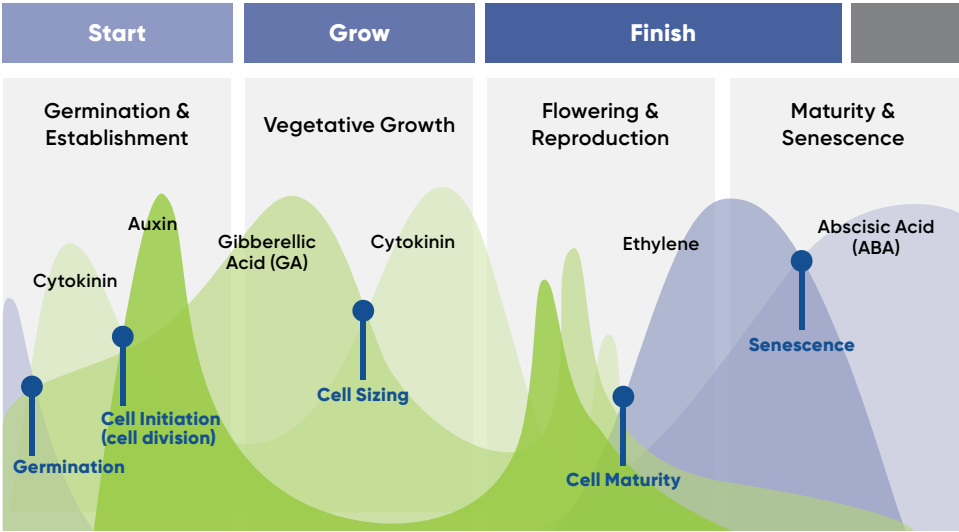 Start
Grow
Finish
Germination &
Establishment
Vegetative Growth
Flowering &
Reproduction
Maturity &
Senescence
Auxin
Cytokinin
Gibberellic
Acid (GA)
Cytokinin
Ethylene
Abscisic Acid
(ABA)
Germination
Cell Initiation
(cell division)
Cell Sizing
Cell Maturity
Senescence